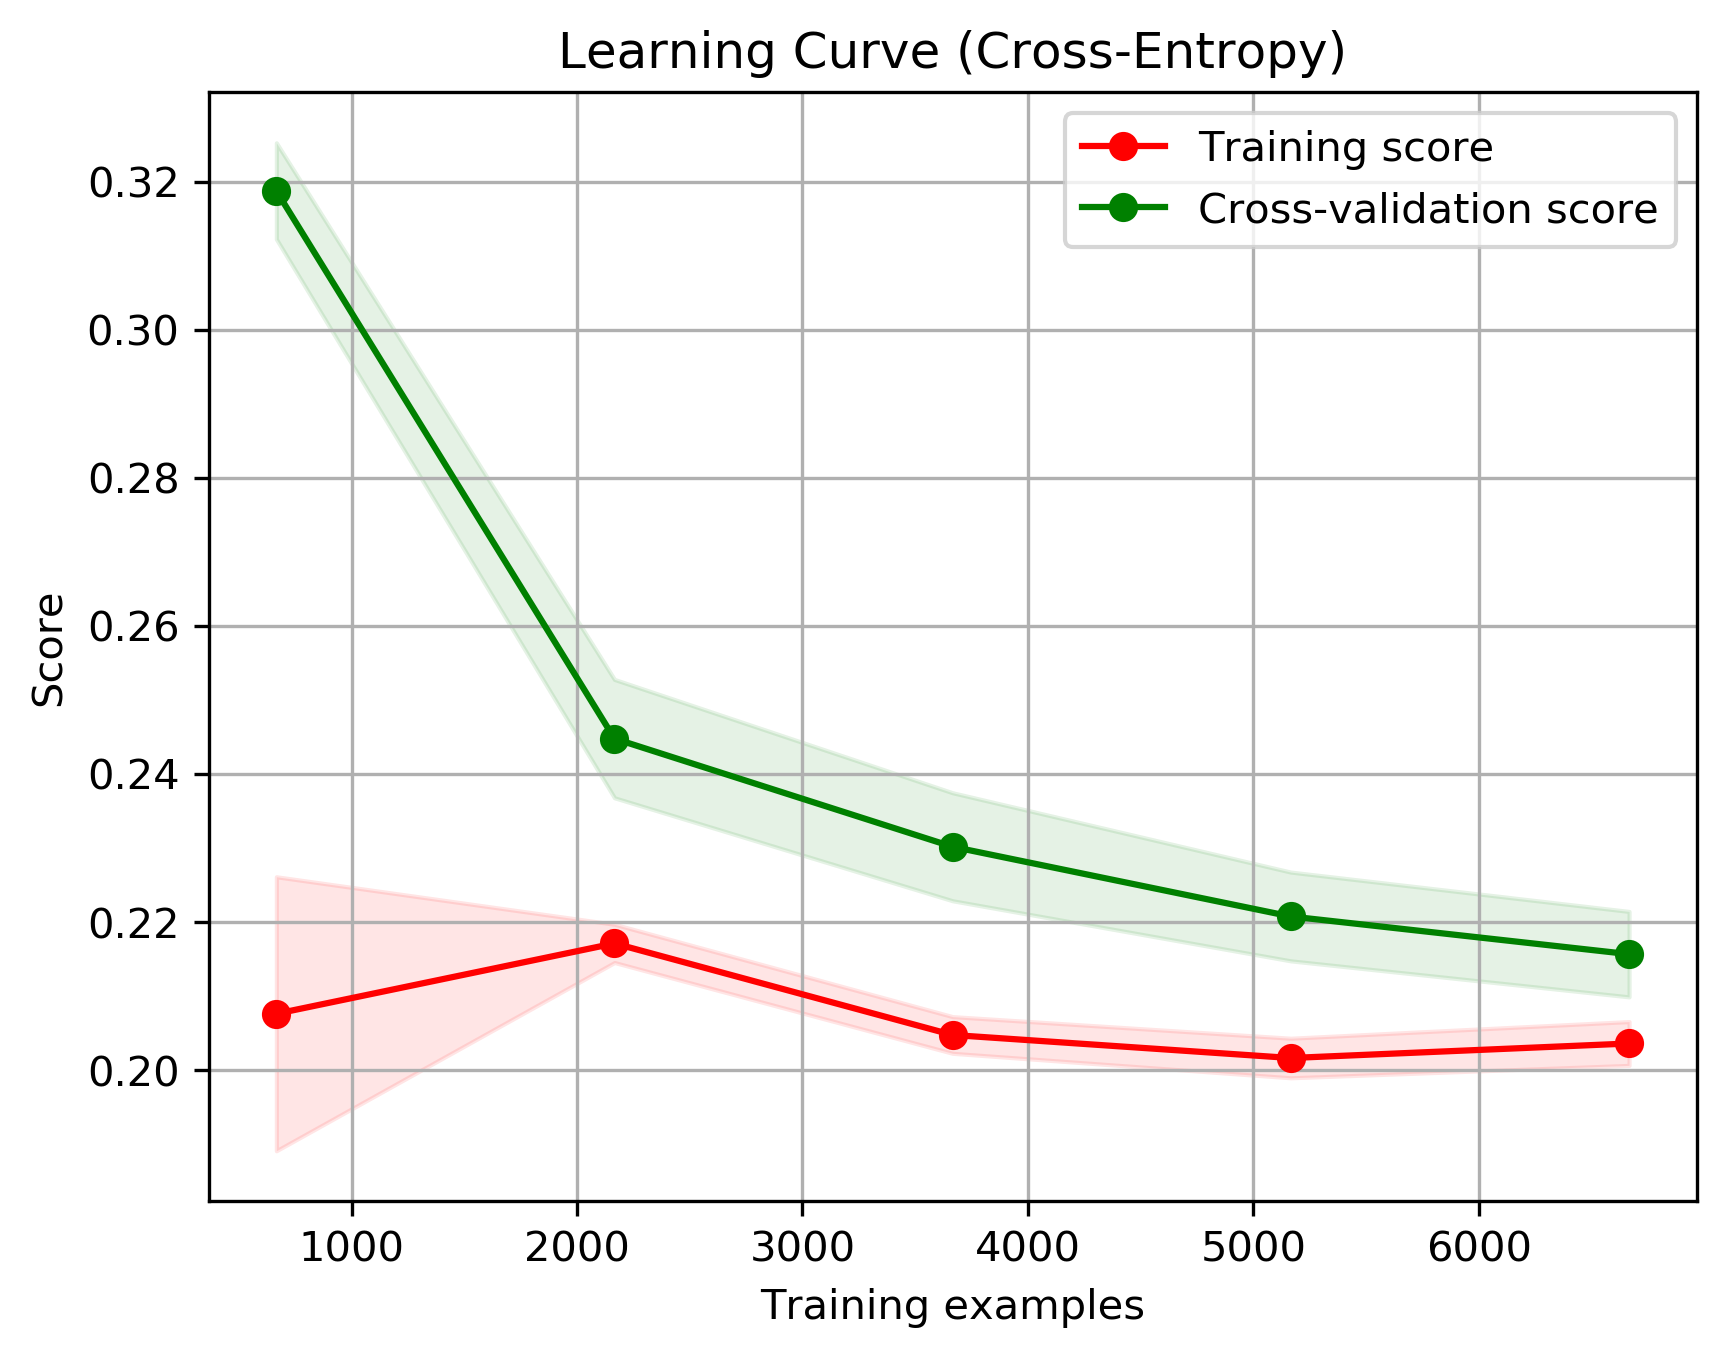 Learning Curve (Cross-Entropy)
Training score
Cross-validation score
0.32
0.30
0.28
0.26
0.24
0.22
0.20
Score
1000 2000 3000 4000 5000 6000
Training examples